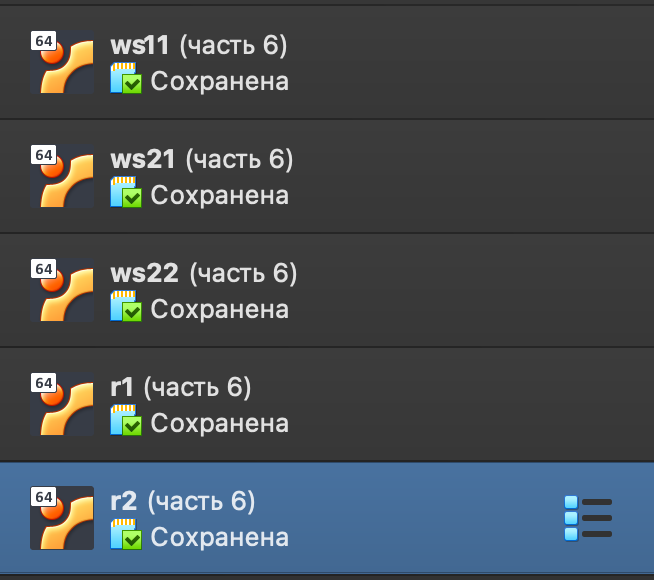 64
ws11 (часть 6)
Сохранена
64
ws21 (часть 6)
Сохранена
64
ws22 (часть 6)
Сохранена
64
r1 (часть 6)
Сохранена
64
r2 (часть 6)
Сохранена